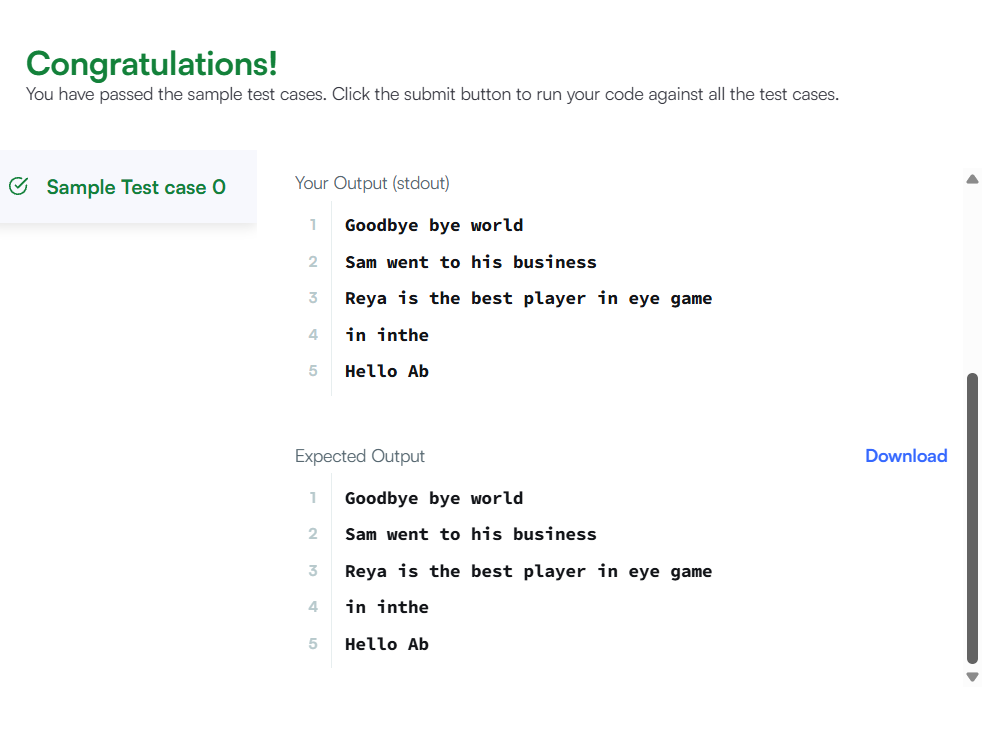 Congratulations!
You have passed the sample test cases. Click the submit button to run your code against all the test cases.
Sample Test case 0
Your Output (stdout)
1 Goodbye bye world
2 Sam went to his business
3 Reya is the best player in eye game
4 in inthe
5 Hello Ab
Expected Output Download
1 Goodbye bye world
2 Sam went to his business
3 Reya is the best player in eye game
4 in inthe
5 Hello Ab